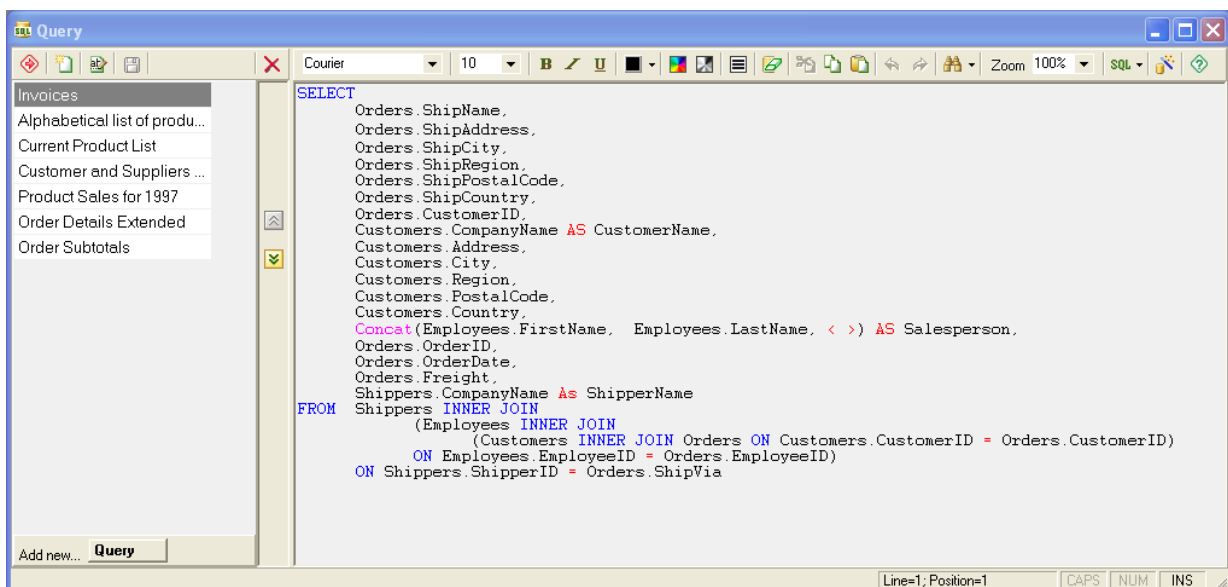 Query
Courier 10 B I U Zoom 100% SQL
Invoices
Alphabetical list of produ...
Current Product List
Customer and Suppliers ...
Product Sales for 1997
Order Details Extended
Order Subtotals
Add new... Query
SELECT
Orders.ShipName,
Orders.ShipAddress,
Orders.ShipCity,
Orders.ShipRegion,
Orders.ShipPostalCode,
Orders.ShipCountry,
Orders.CustomerID,
Customers.CompanyName AS CustomerName,
Customers.Address,
Customers.City,
Customers.Region,
Customers.PostalCode,
Customers.Country,
Concat(Employees.FirstName,  Employees.LastName, < >) AS Salesperson,
Orders.OrderID,
Orders.OrderDate,
Orders.Freight,
Shippers.CompanyName As ShipperName
FROM  Shippers INNER JOIN
(Employees INNER JOIN
(Customers INNER JOIN Orders ON Customers.CustomerID = Orders.CustomerID)
ON Employees.EmployeeID = Orders.EmployeeID)
ON Shippers.ShipperID = Orders.ShipVia
Line=1; Position=1 CAPS NUM INS